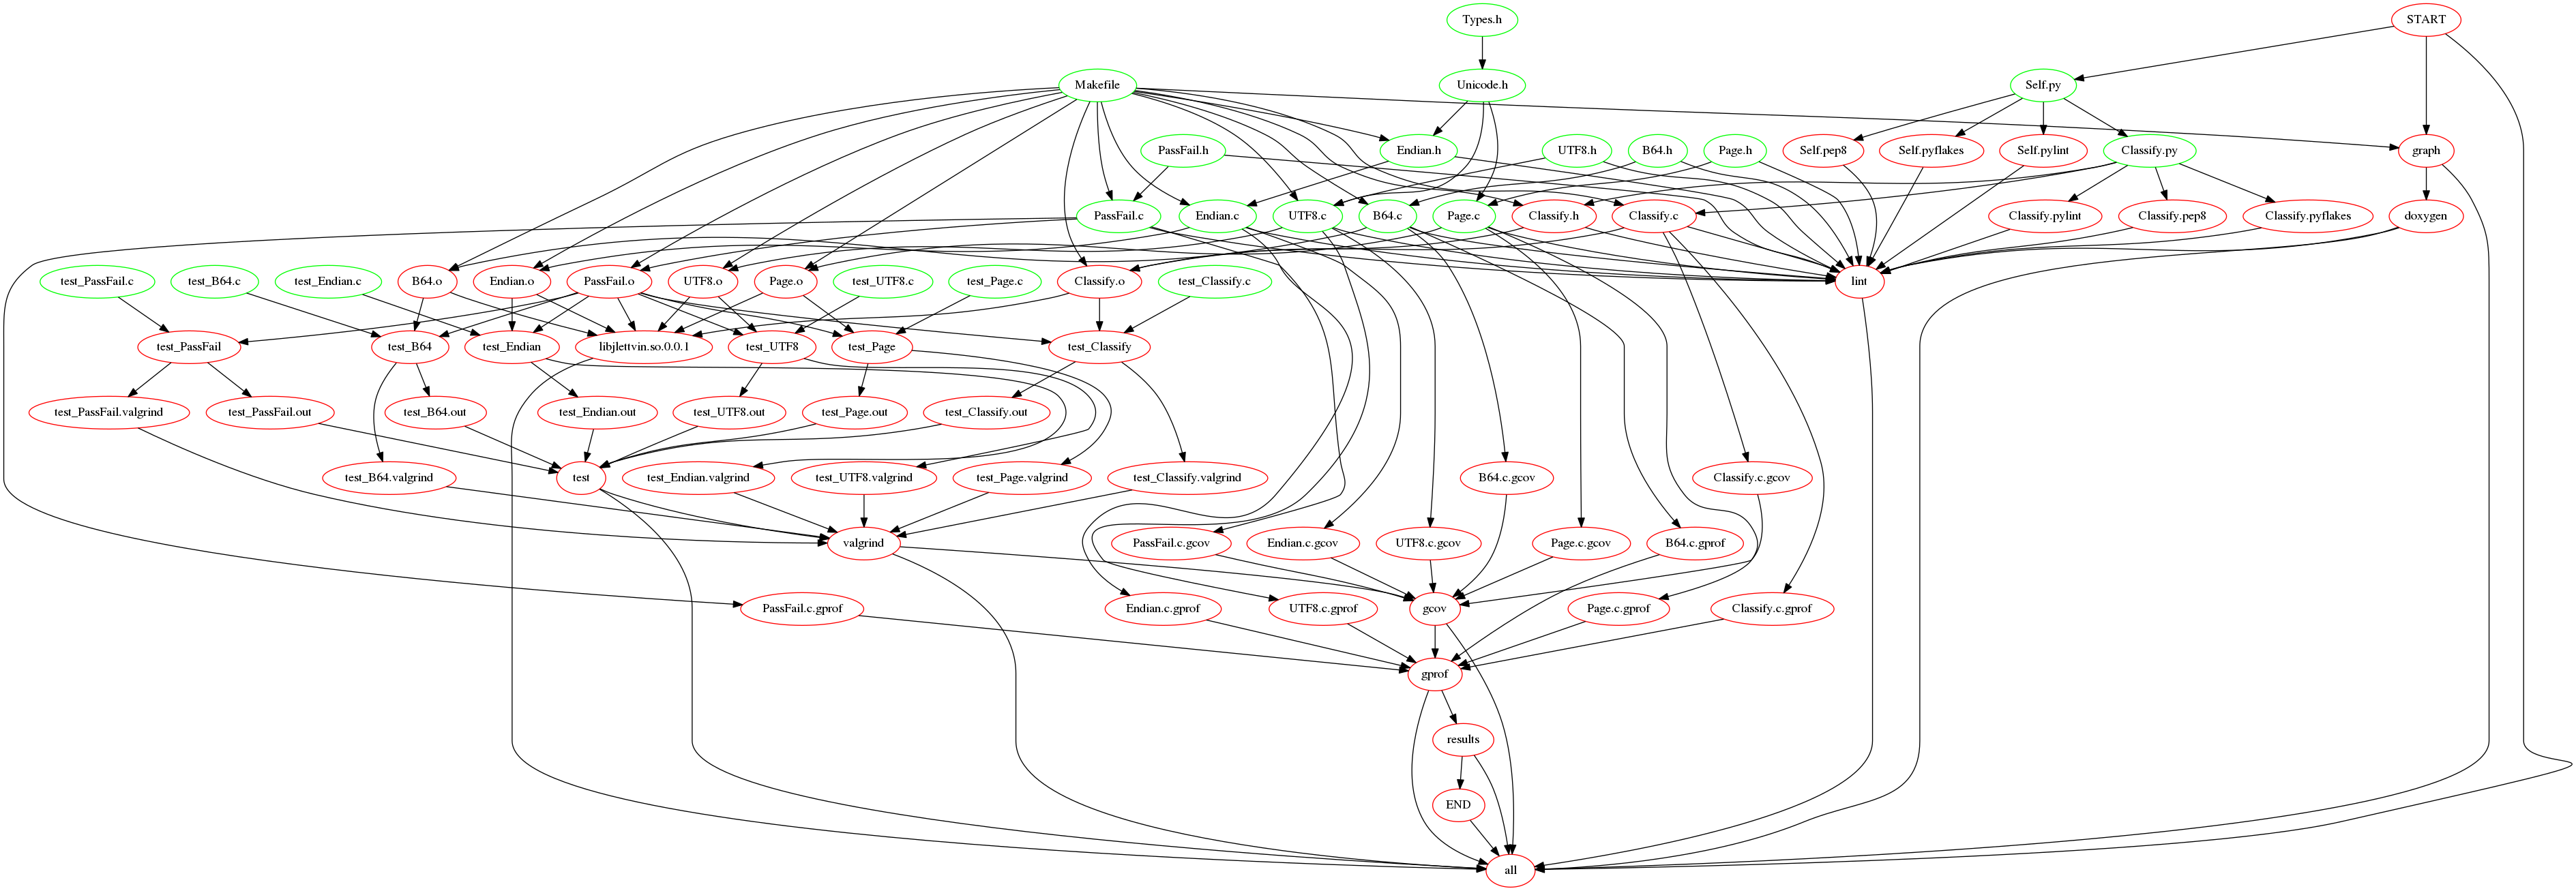 Types.h
START
Makefile
Unicode.h
Self.py
PassFail.h
Endian.h
UTF8.h
B64.h
Page.h
Self.pep8
Self.pyflakes
Self.pylint
Classify.py
graph
PassFail.c
Endian.c
UTF8.c
B64.c
Page.c
Classify.h
Classify.c
Classify.pylint
Classify.pep8
Classify.pyflakes
doxygen
test_PassFail.c
test_B64.c
test_Endian.c
B64.o
Endian.o
PassFail.o
UTF8.o
Page.o
test_UTF8.c
test_Page.c
Classify.o
test_Classify.c
lint
test_PassFail
test_B64
test_Endian
libjlettvin.so.0.0.1
test_UTF8
test_Page
test_Classify
test_PassFail.valgrind
test_PassFail.out
test_B64.out
test_Endian.out
test_UTF8.out
test_Page.out
test_Classify.out
test_B64.valgrind
test
test_Endian.valgrind
test_UTF8.valgrind
test_Page.valgrind
test_Classify.valgrind
B64.c.gcov
Classify.c.gcov
valgrind
PassFail.c.gcov
Endian.c.gcov
UTF8.c.gcov
Page.c.gcov
B64.c.gprof
PassFail.c.gprof
Endian.c.gprof
UTF8.c.gprof
gcov
Page.c.gprof
Classify.c.gprof
gprof
results
END
all